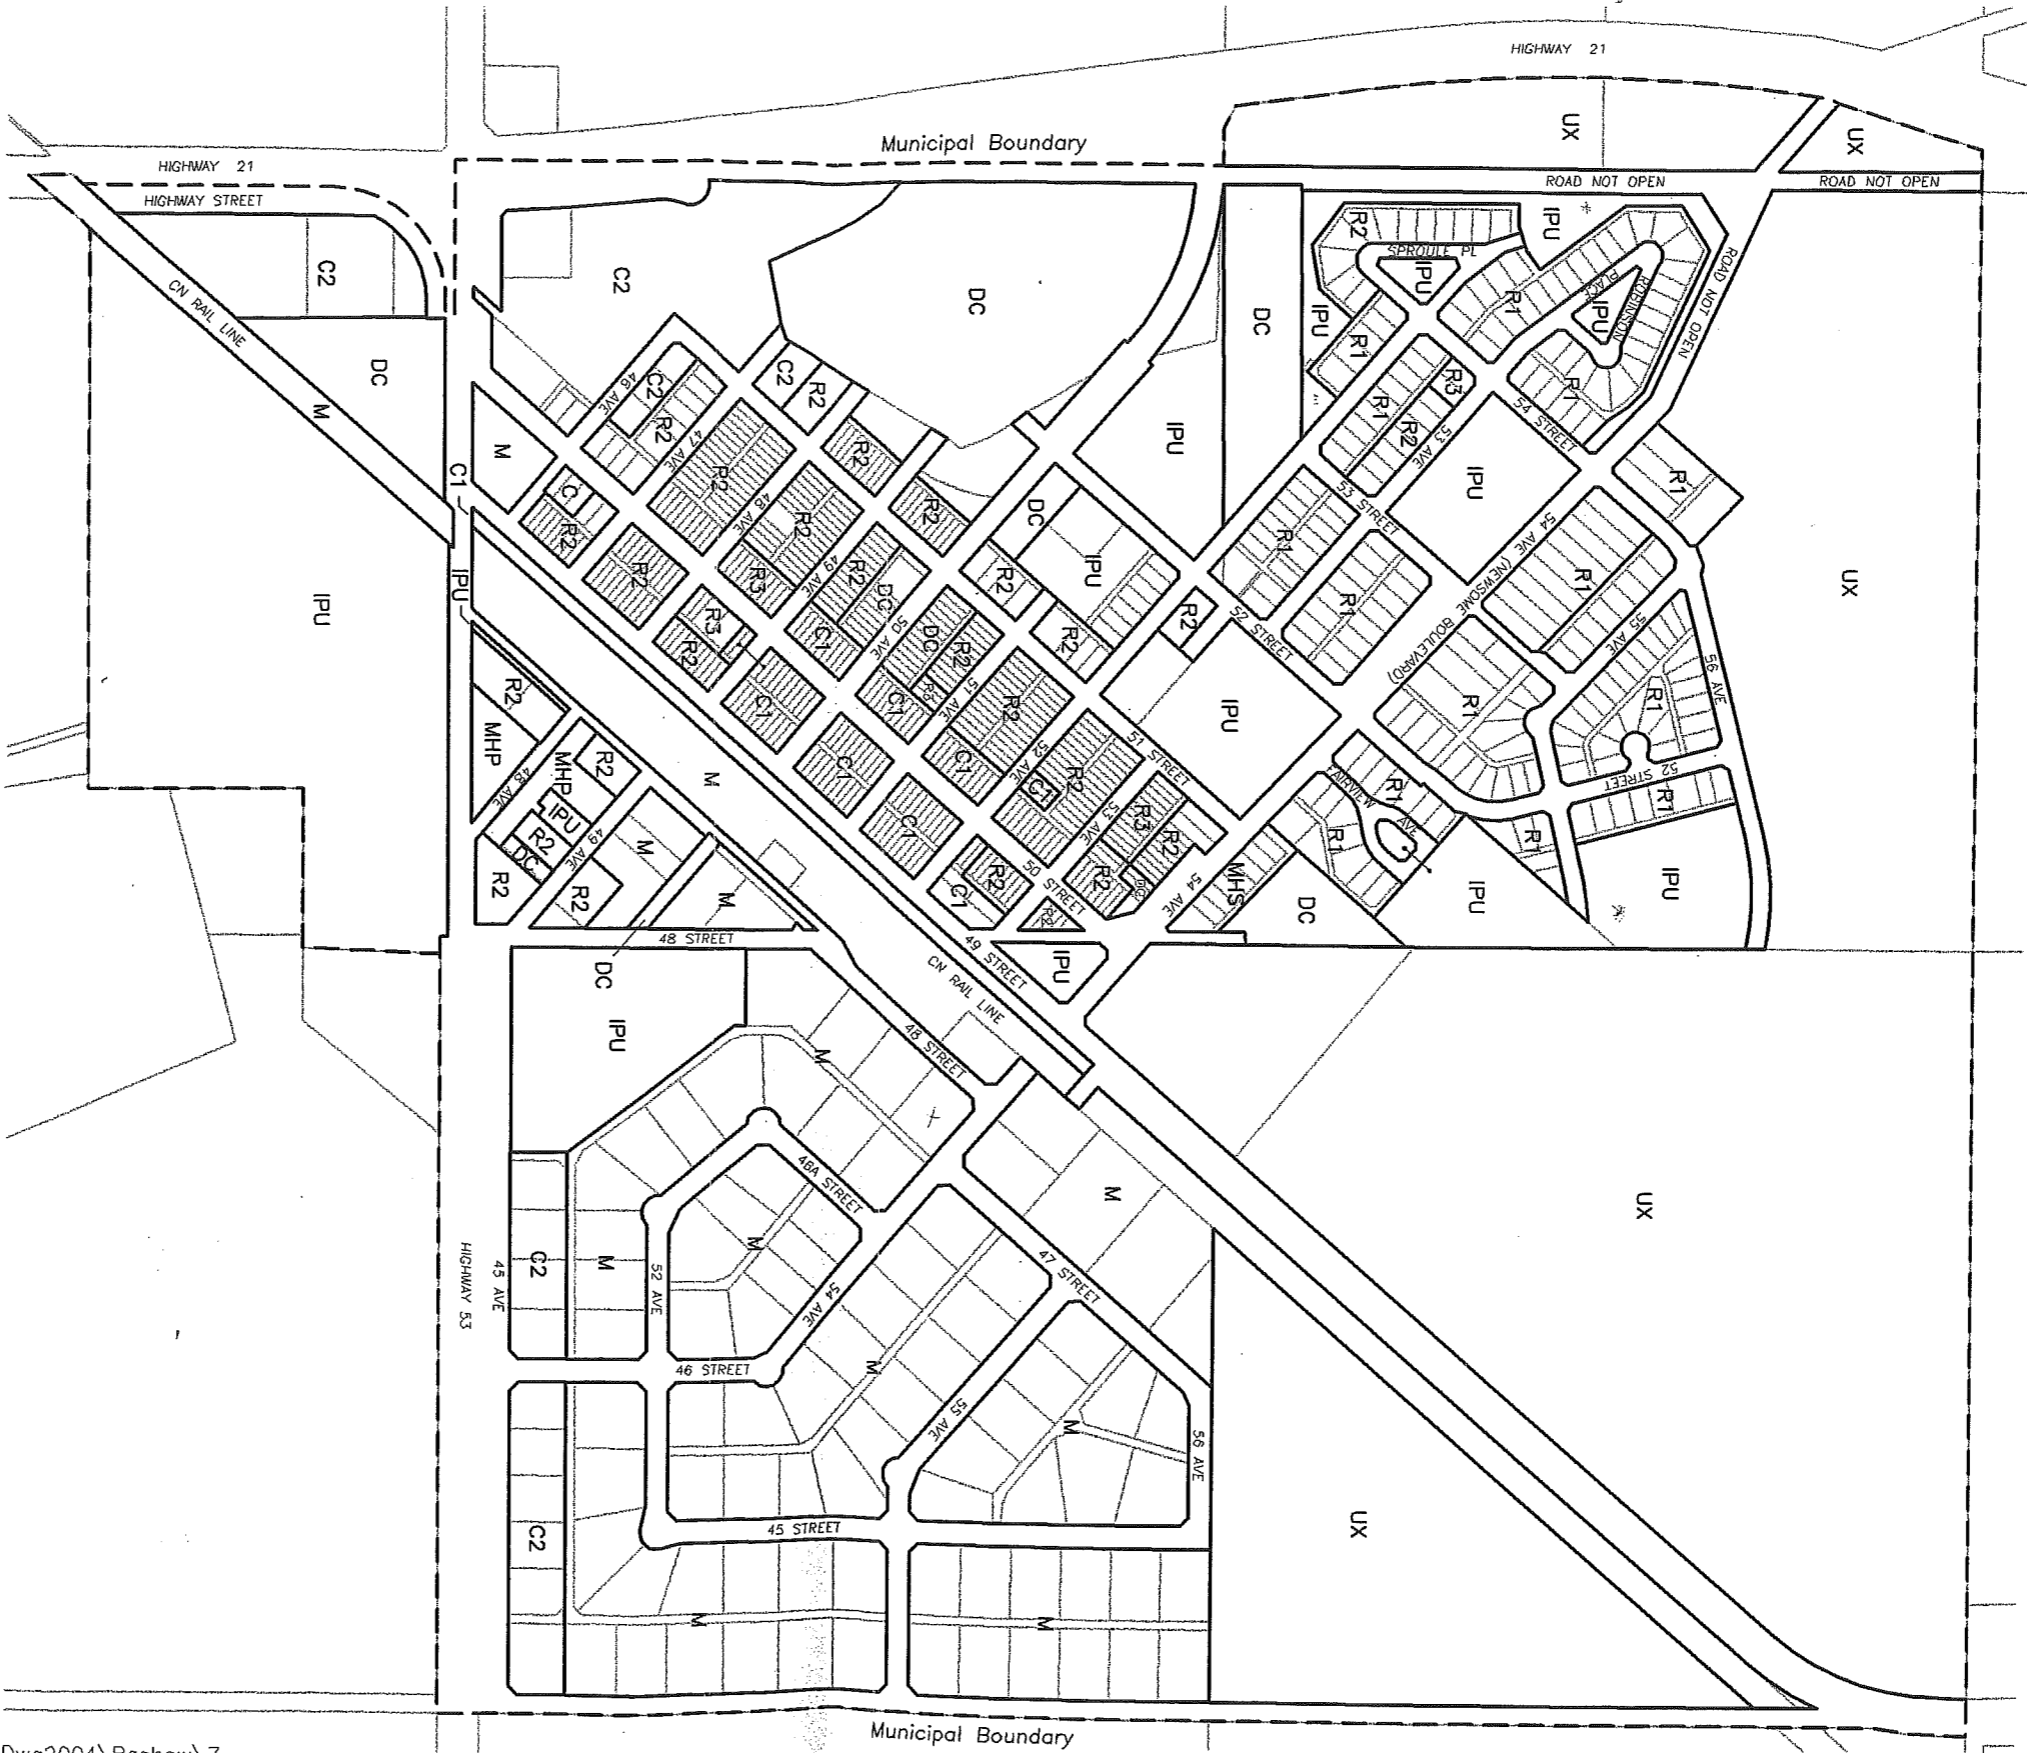 HIGHWAY 21
UX
UX
Municipal Boundary
HIGHWAY 21
ROAD NOT OPEN
ROAD NOT OPEN
HIGHWAY STREET
R2
IPU
SPROULE PL
IPU
ROAD NOT OPEN
C2
C2
DC
DC
IPU
R1
PLACE
ROBINSON
IPU
CN RAIL LINE
R1
DC
46 AVE
C2
C2
R2
R1
R3
R1
54 STREET
M
R2
47 AVE
R2
R2
53 AVE
M
IPU
IPU
R1
C1
R2
48 AVE
R2
R2
DC
53 STREET
R2
R2
R3
49 AVE
R2
DC
R2
IPU
R1
R1
R1
54 AVE (NEWSOME BOULEVARD)
UX
IPU
IPU
R3
R2
C1
50 AVE
DC
R2
R2
R2
52 STREET
55 AVE
56 AVE
R2
C1
C1
51 AVE
R2
IPU
R1
R1
MHP
48 AVE
MHP
R2
M
C1
C1
52 AVE
C1
R2
51 STREET
FAIRVIEW AVE
R1
52 STREET
R1
IPU
R2
DC
49 AVE
M
C1
53 AVE
R3
R2
R1
R1
R2
R2
M
C1
R2
50 STREET
R2
54 AVE
MHS
DC
IPU
IPU
48 STREET
49 STREET
IPU
DC
CN RAIL LINE
IPU
48 STREET
M
46A STREET
M
UX
HIGHWAY 53
45 AVE
C2
M
52 AVE
M
54 AVE
47 STREET
46 STREET
M
55 AVE
M
56 AVE
C2
45 STREET
UX
M
M
Municipal Boundary